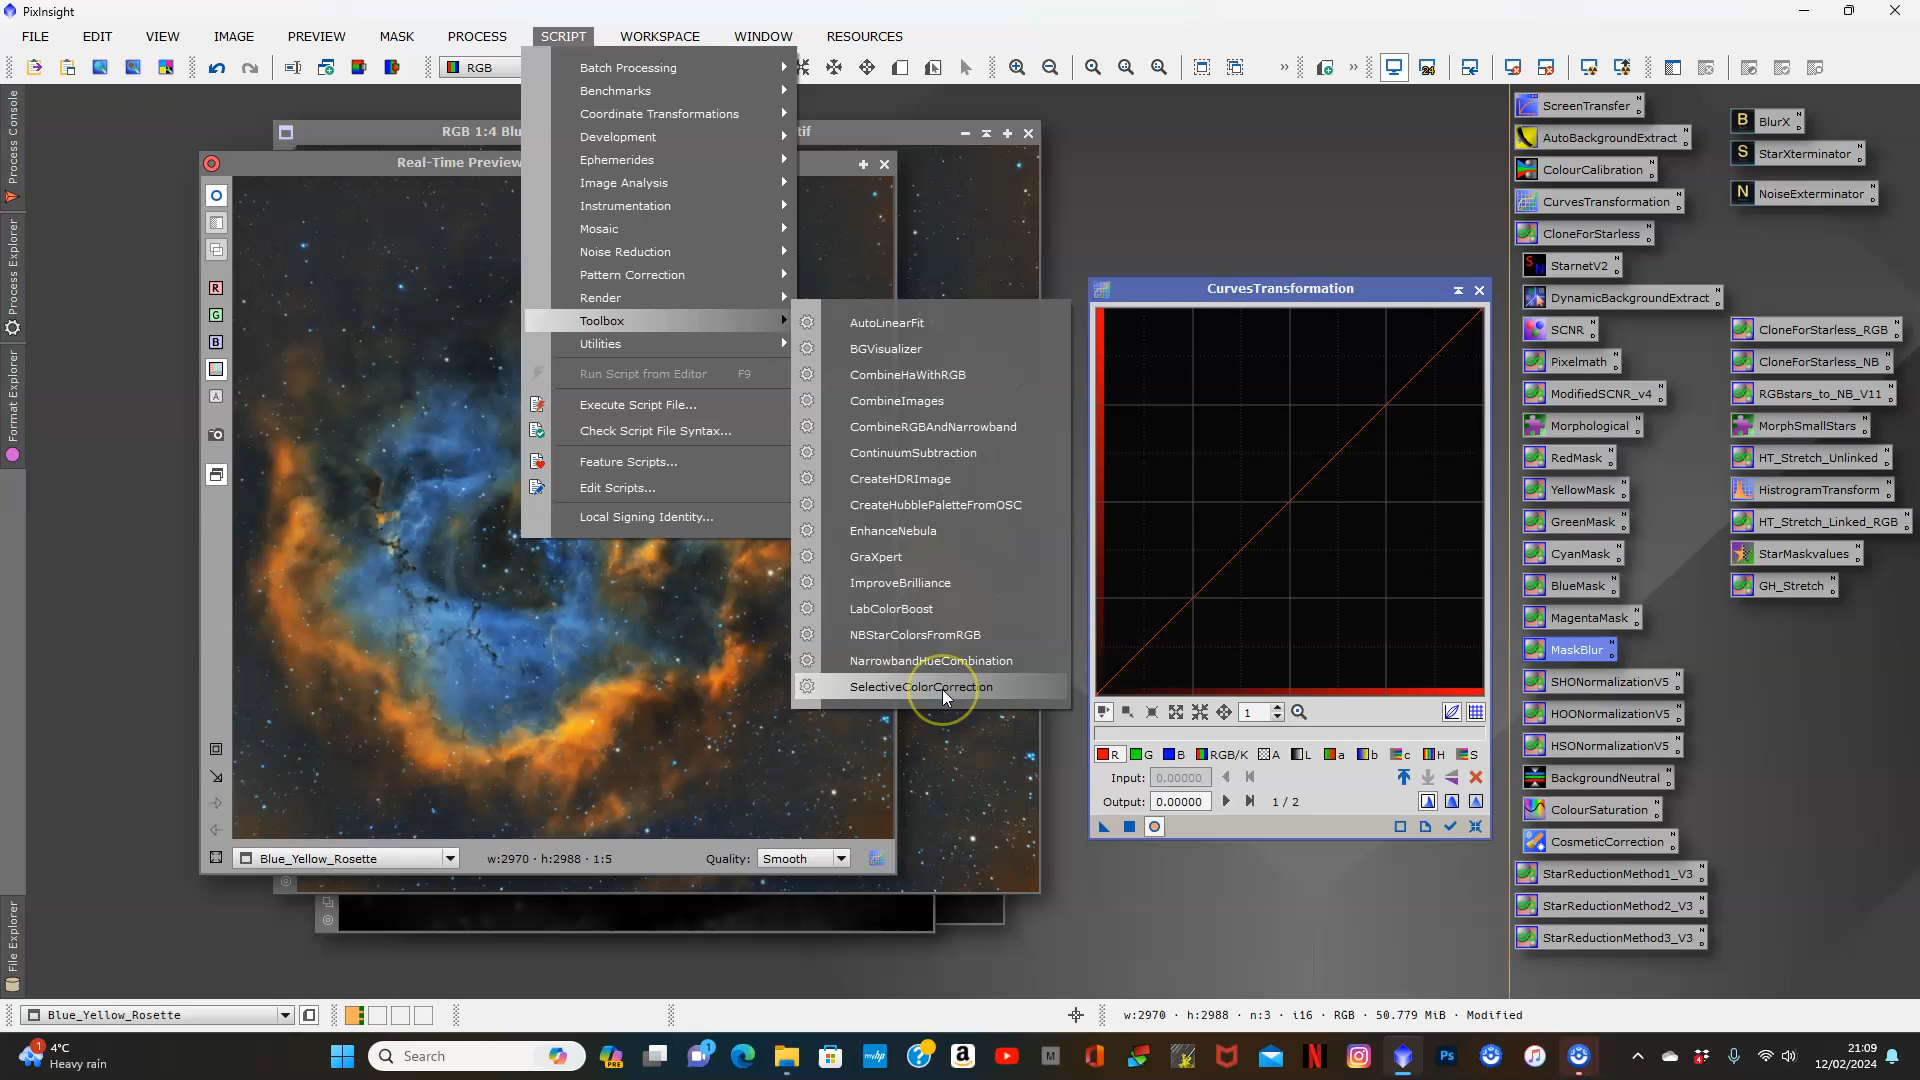 PixInsight
FILE EDIT VIEW IMAGE PREVIEW MASK PROCESS SCRIPT WORKSPACE WINDOW RESOURCES
RGB
24
Process Console
Process Explorer
Format Explorer
File Explorer
RGB 1:4 Blu
tif
Real-Time Preview
R
G
B
A
Batch Processing
Benchmarks
Coordinate Transformations
Development
Ephemerides
Image Analysis
Instrumentation
Mosaic
Noise Reduction
Pattern Correction
Render
Toolbox
Utilities
Run Script from Editor F9
Execute Script File...
Check Script File Syntax...
Feature Scripts...
Edit Scripts...
Local Signing Identity...
AutoLinearFit
BGVisualizer
CombineHaWithRGB
CombineImages
CombineRGBAndNarrowband
ContinuumSubtraction
CreateHDRImage
CreateHubblePaletteFromOSC
EnhanceNebula
GraXpert
ImproveBrilliance
LabColorBoost
NBStarColorsFromRGB
NarrowbandHueCombination
SelectiveColorCorrection
Blue_Yellow_Rosette
w:2970 · h:2988 · 1:5
Quality: Smooth
CurvesTransformation
1
R G B RGB/K A L a b c H S
Input: 0.00000
Output: 0.00000 1 / 2
ScreenTransfer
AutoBackgroundExtract
ColourCalibration
CurvesTransformation
CloneForStarless
StarnetV2
DynamicBackgroundExtract
SCNR
Pixelmath
ModifiedSCNR_v4
Morphological
RedMask
YellowMask
GreenMask
CyanMask
BlueMask
MagentaMask
MaskBlur
SHONormalizationV5
HOONormalizationV5
HSONormalizationV5
BackgroundNeutral
ColourSaturation
CosmeticCorrection
StarReductionMethod1_V3
StarReductionMethod2_V3
StarReductionMethod3_V3
B BlurX
S StarXterminator
N NoiseExterminator
CloneForStarless_RGB
CloneForStarless_NB
RGBstars_to_NB_V11
MorphSmallStars
HT_Stretch_Unlinked
HistrogramTransform
HT_Stretch_Linked_RGB
StarMaskvalues
GH_Stretch
Blue_Yellow_Rosette
w:2970 · h:2988 · n:3 · i16 · RGB · 50.779 MiB · Modified
1
4°C
Heavy rain
Search
21:09
12/02/2024